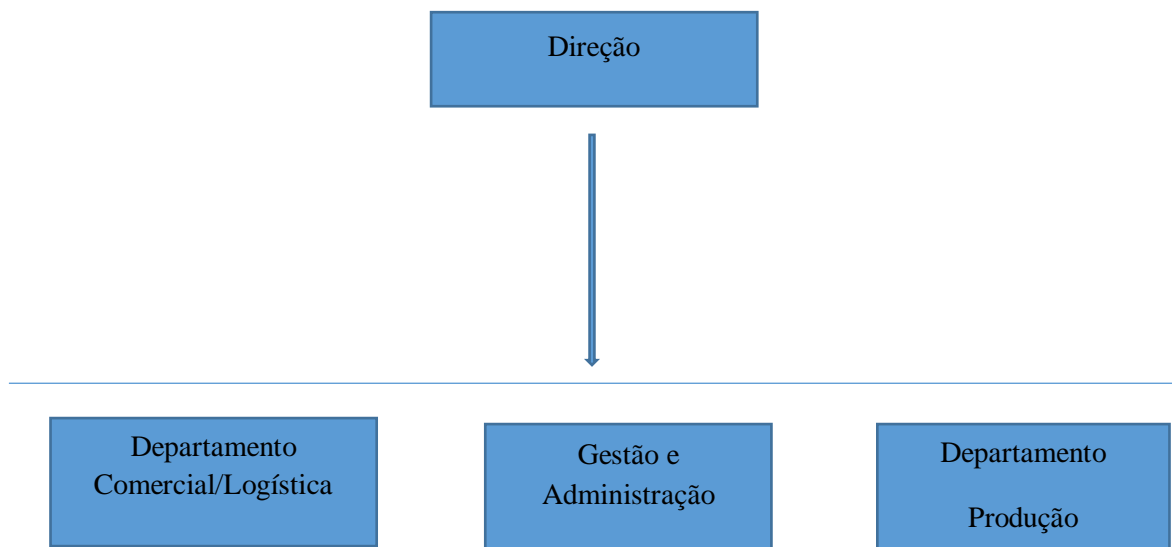 Direção
Departamento
Comercial/Logística
Gestão e
Administração
Departamento
Produção